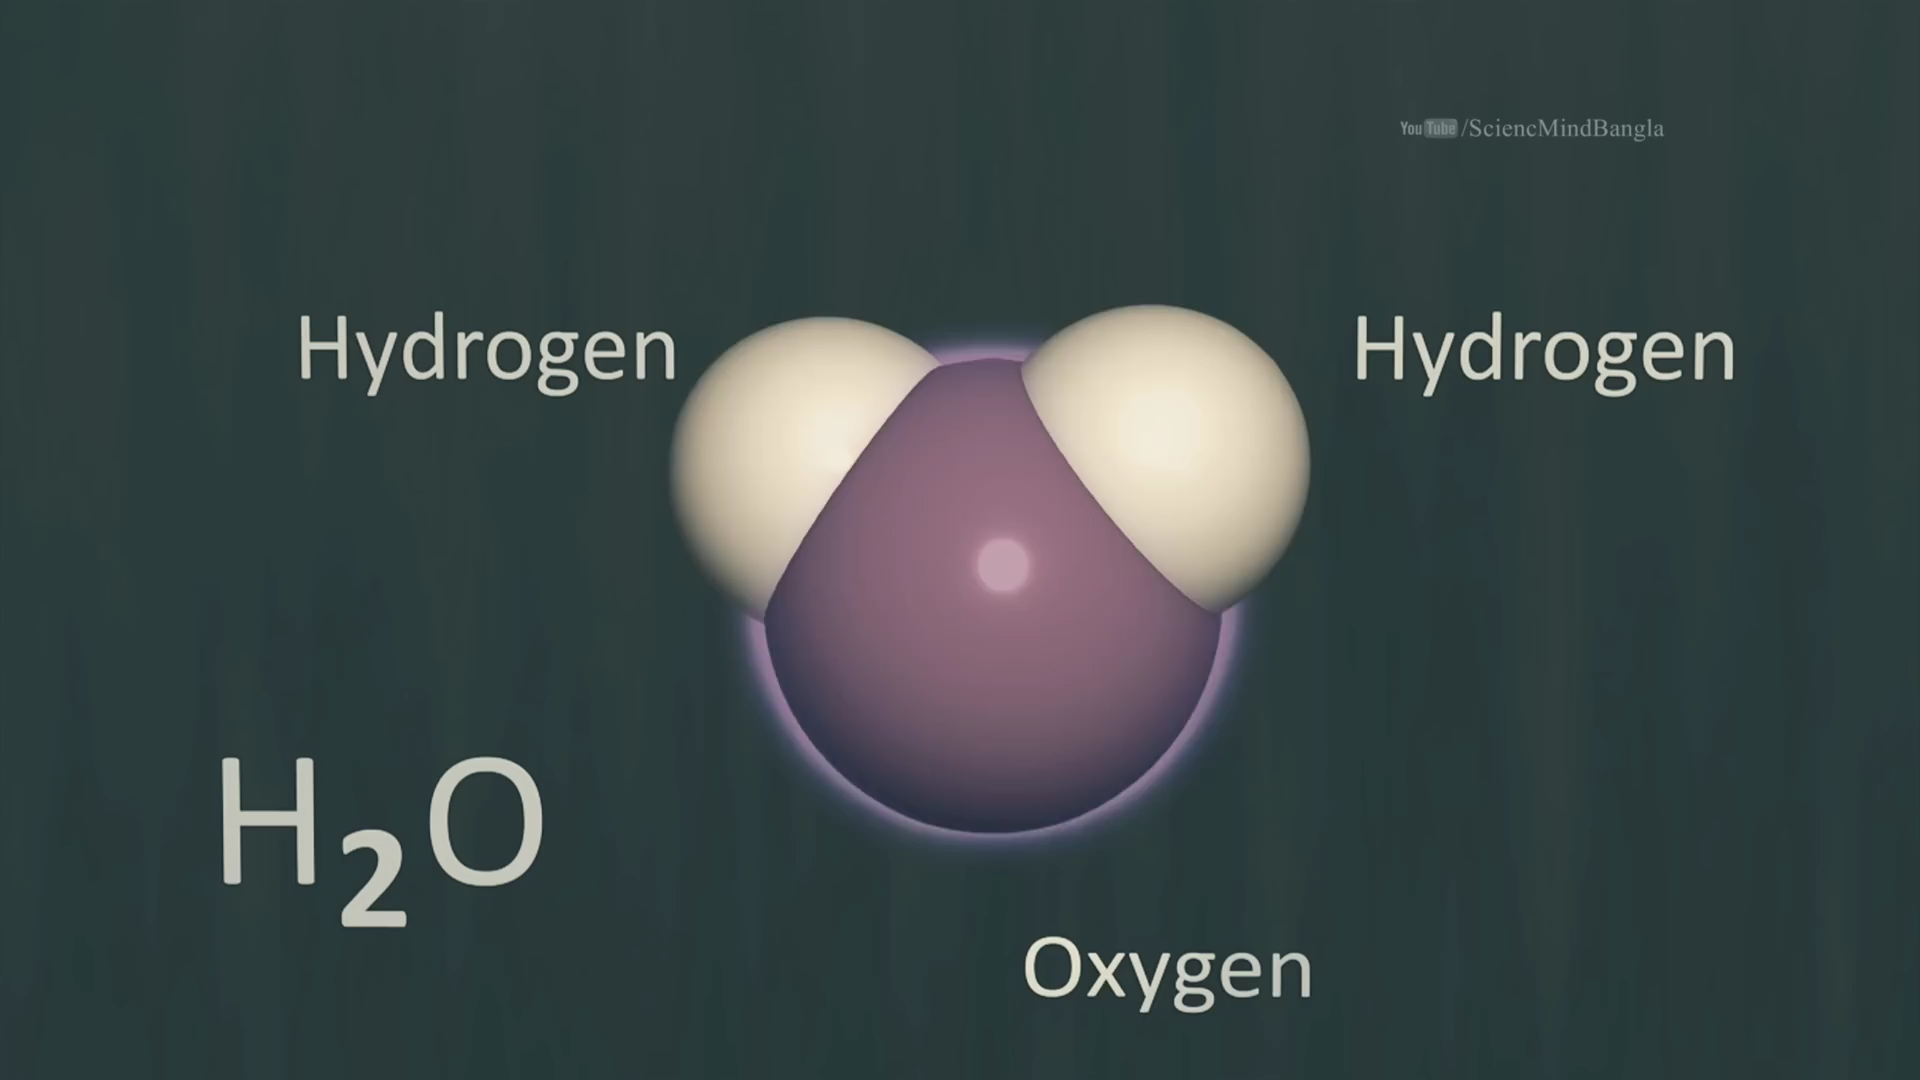 YouTube/SciencMindBangla
Hydrogen
Hydrogen
H₂O
Oxygen